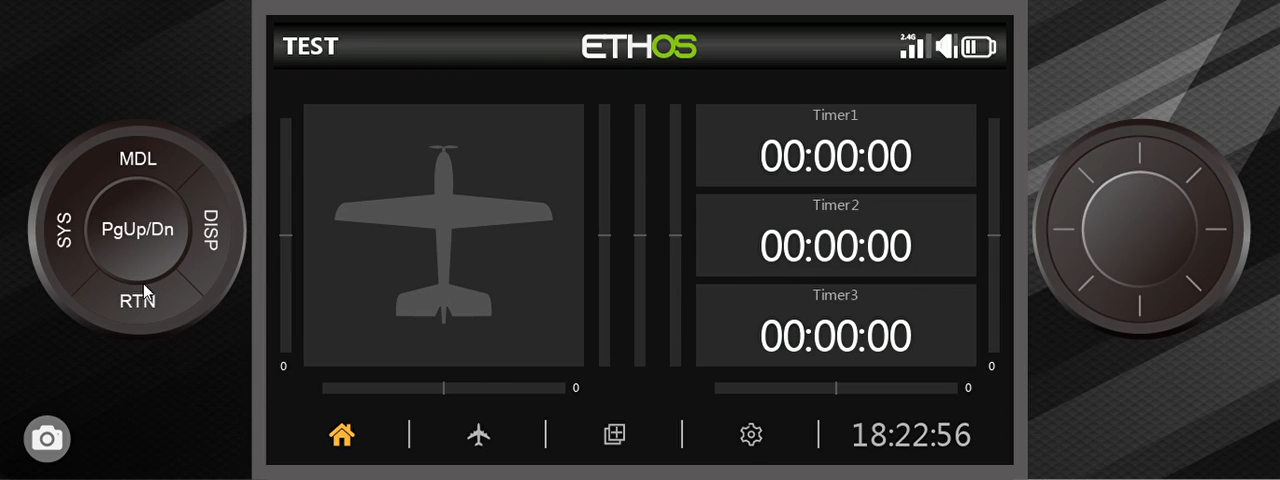 TEST
ETHOS
2.4G
MDL
SYS
PgUp/Dn
DISP
RTN
Timer1
00:00:00
Timer2
00:00:00
Timer3
00:00:00
0
0
0
0
18:22:56